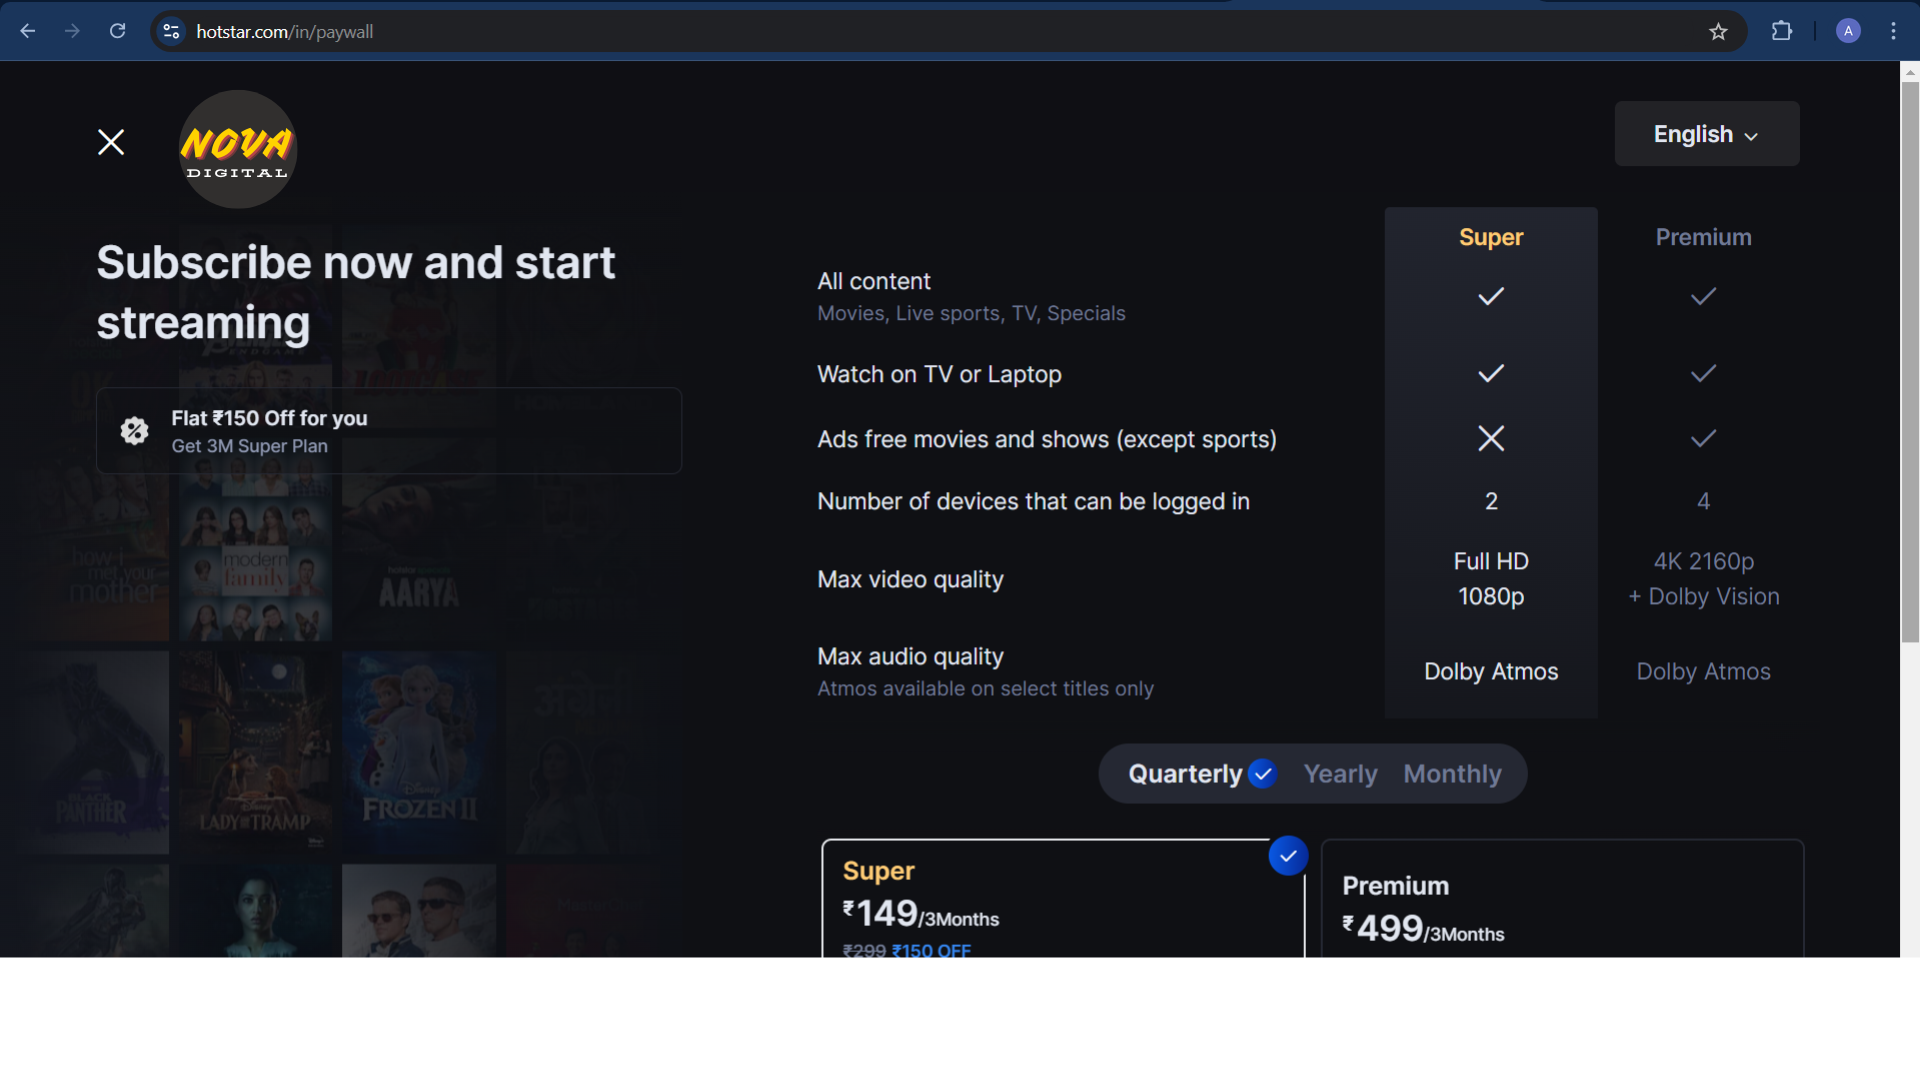 hotstar.com/in/paywall
A
NOVA
DIGITAL
English
Subscribe now and start
streaming
Flat ₹150 Off for you
Get 3M Super Plan
how i
met your
mother
modern
family
AARYA
BLACK
PANTHER
Disney
LADY AND THE TRAMP
Disney
FROZEN II
Super
Premium
All content
Movies, Live sports, TV, Specials
Watch on TV or Laptop
Ads free movies and shows (except sports)
Number of devices that can be logged in
2
4
Max video quality
Full HD
1080p
4K 2160p
+ Dolby Vision
Max audio quality
Atmos available on select titles only
Dolby Atmos
Dolby Atmos
Quarterly
Yearly
Monthly
Super
₹149/3Months
₹299 ₹150 OFF
Premium
₹499/3Months